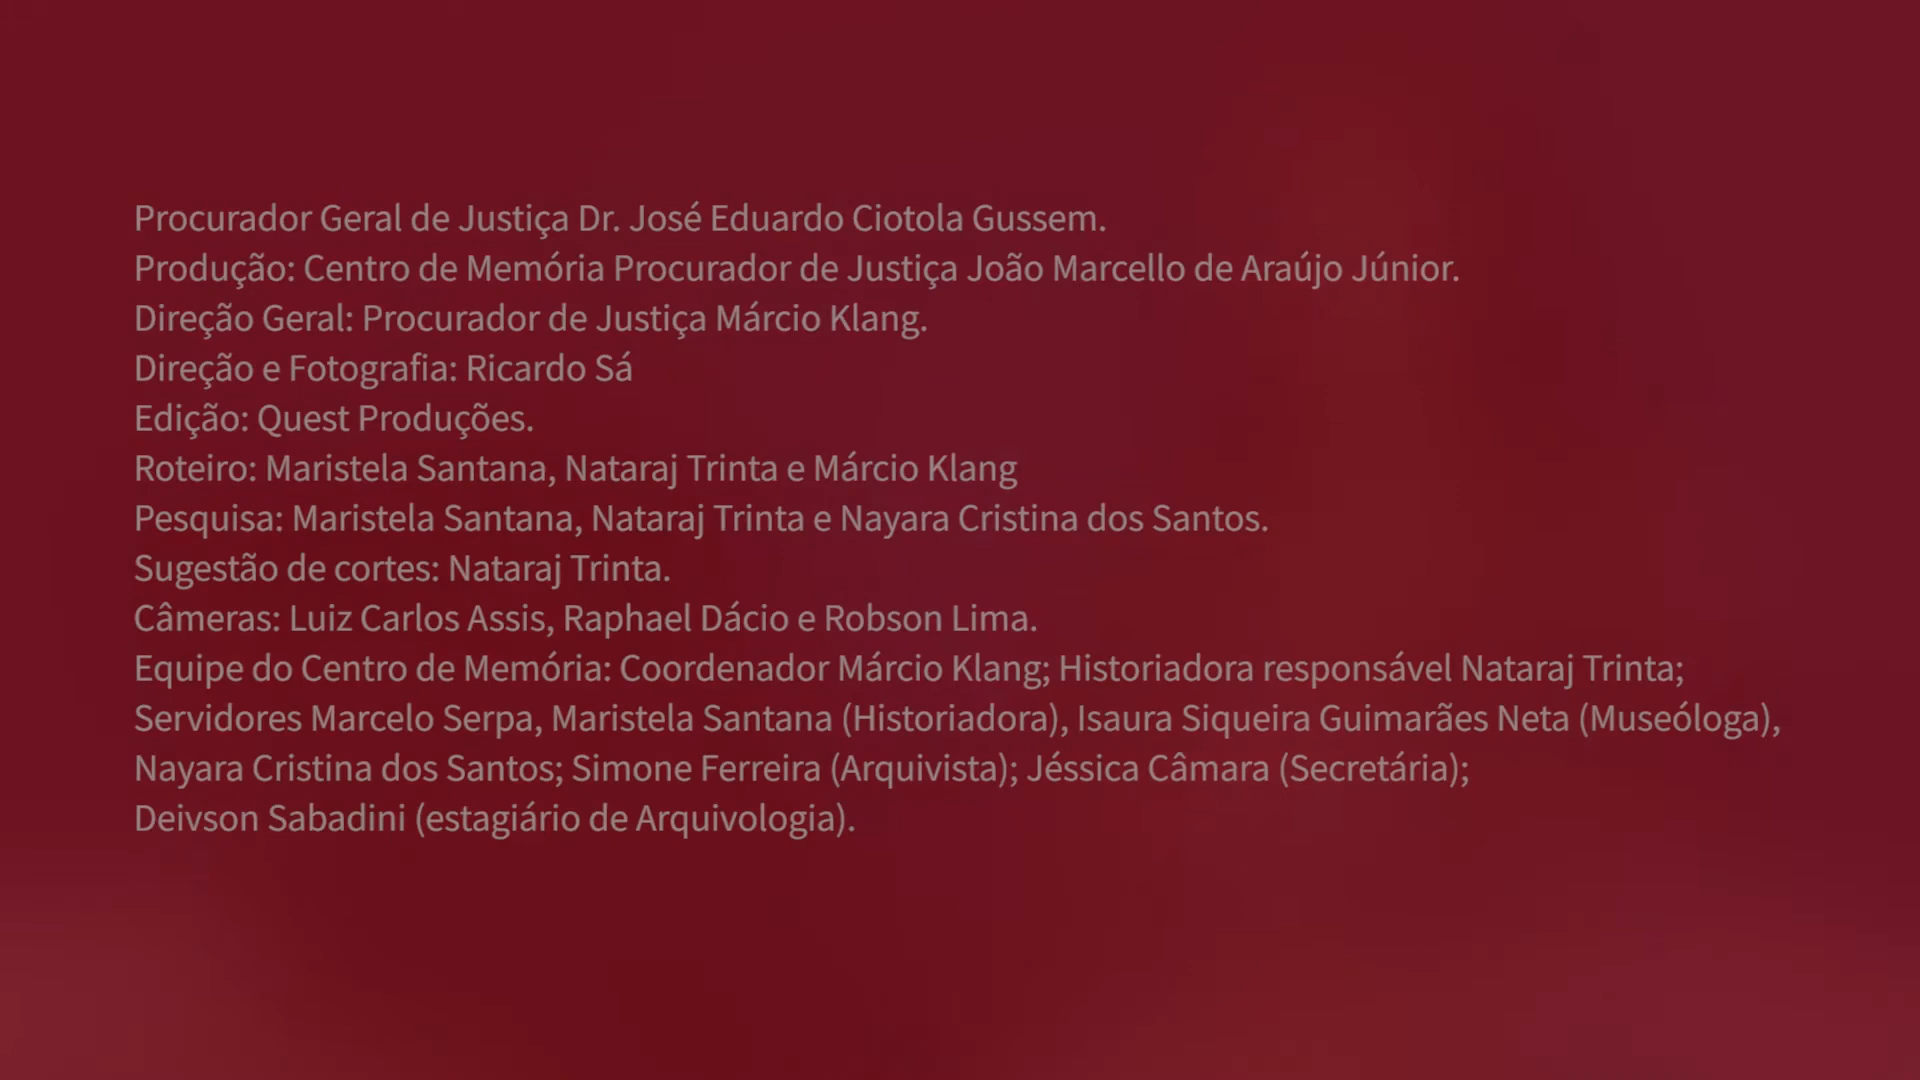 Procurador Geral de Justiça Dr. José Eduardo Ciotola Gussem.
Produção: Centro de Memória Procurador de Justiça João Marcello de Araújo Júnior.
Direção Geral: Procurador de Justiça Márcio Klang.
Direção e Fotografia: Ricardo Sá
Edição: Quest Produções.
Roteiro: Maristela Santana, Nataraj Trinta e Márcio Klang
Pesquisa: Maristela Santana, Nataraj Trinta e Nayara Cristina dos Santos.
Sugestão de cortes: Nataraj Trinta.
Câmeras: Luiz Carlos Assis, Raphael Dácio e Robson Lima.
Equipe do Centro de Memória: Coordenador Márcio Klang; Historiadora responsável Nataraj Trinta;
Servidores Marcelo Serpa, Maristela Santana (Historiadora), Isaura Siqueira Guimarães Neta (Museóloga),
Nayara Cristina dos Santos; Simone Ferreira (Arquivista); Jéssica Câmara (Secretária);
Deivson Sabadini (estagiário de Arquivologia).